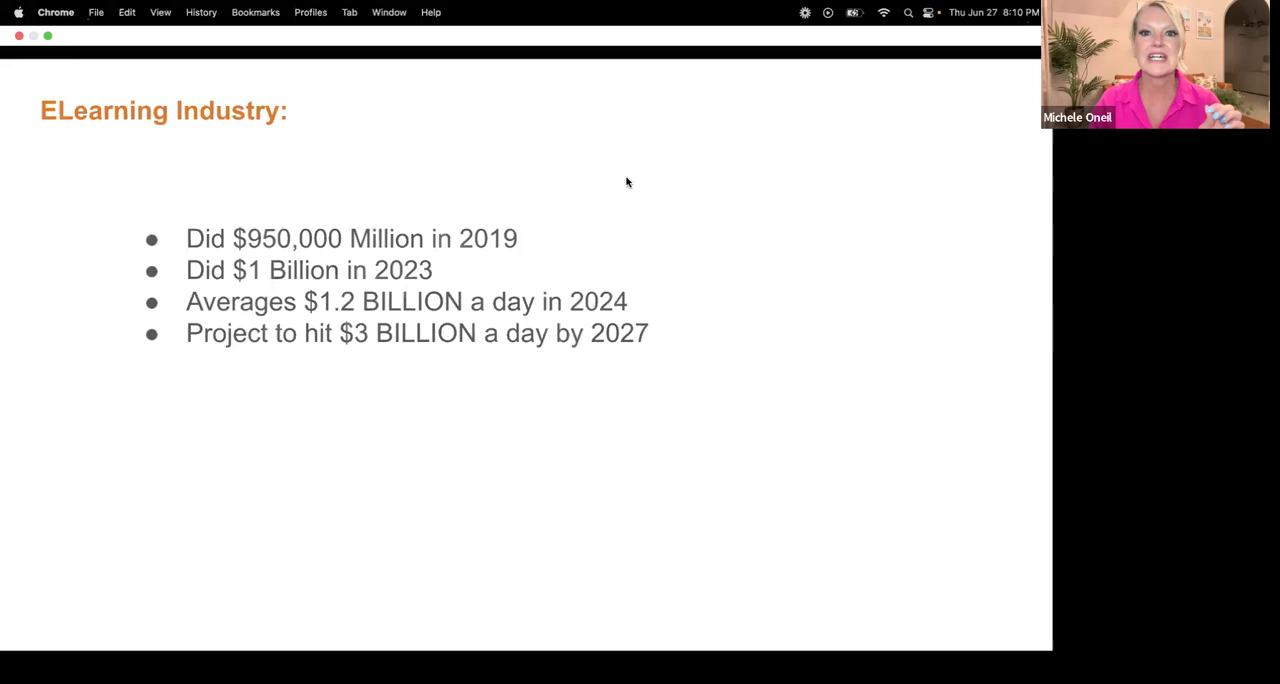 Chrome File Edit View History Bookmarks Profiles Tab Window Help Thu Jun 27 8:10 PM
ELearning Industry:
Michele Oneil
● Did $950,000 Million in 2019
● Did $1 Billion in 2023
● Averages $1.2 BILLION a day in 2024
● Project to hit $3 BILLION a day by 2027